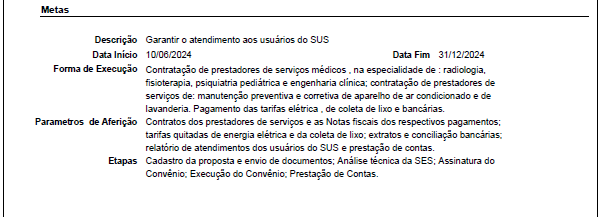 Metas
Descrição Garantir o atendimento aos usuários do SUS
Data Início 10/06/2024 Data Fim 31/12/2024
Forma de Execução Contratação de prestadores de serviços médicos , na especialidade de : radiologia,
fisioterapia, psiquiatria pediátrica e engenharia clínica; contratação de prestadores de
serviços de: manutenção preventiva e corretiva de aparelho de ar condicionado e de
lavanderia. Pagamento das tarifas elétrica , de coleta de lixo e bancárias.
Parametros de Aferição Contratos dos prestadores de serviços e as Notas fiscais dos respectivos pagamentos;
tarifas quitadas de energia elétrica e da coleta de lixo; extratos e conciliação bancárias;
relatório de atendimentos dos usuários do SUS e prestação de contas.
Etapas Cadastro da proposta e envio de documentos; Análise técnica da SES; Assinatura do
Convênio; Execução do Convênio; Prestação de Contas.